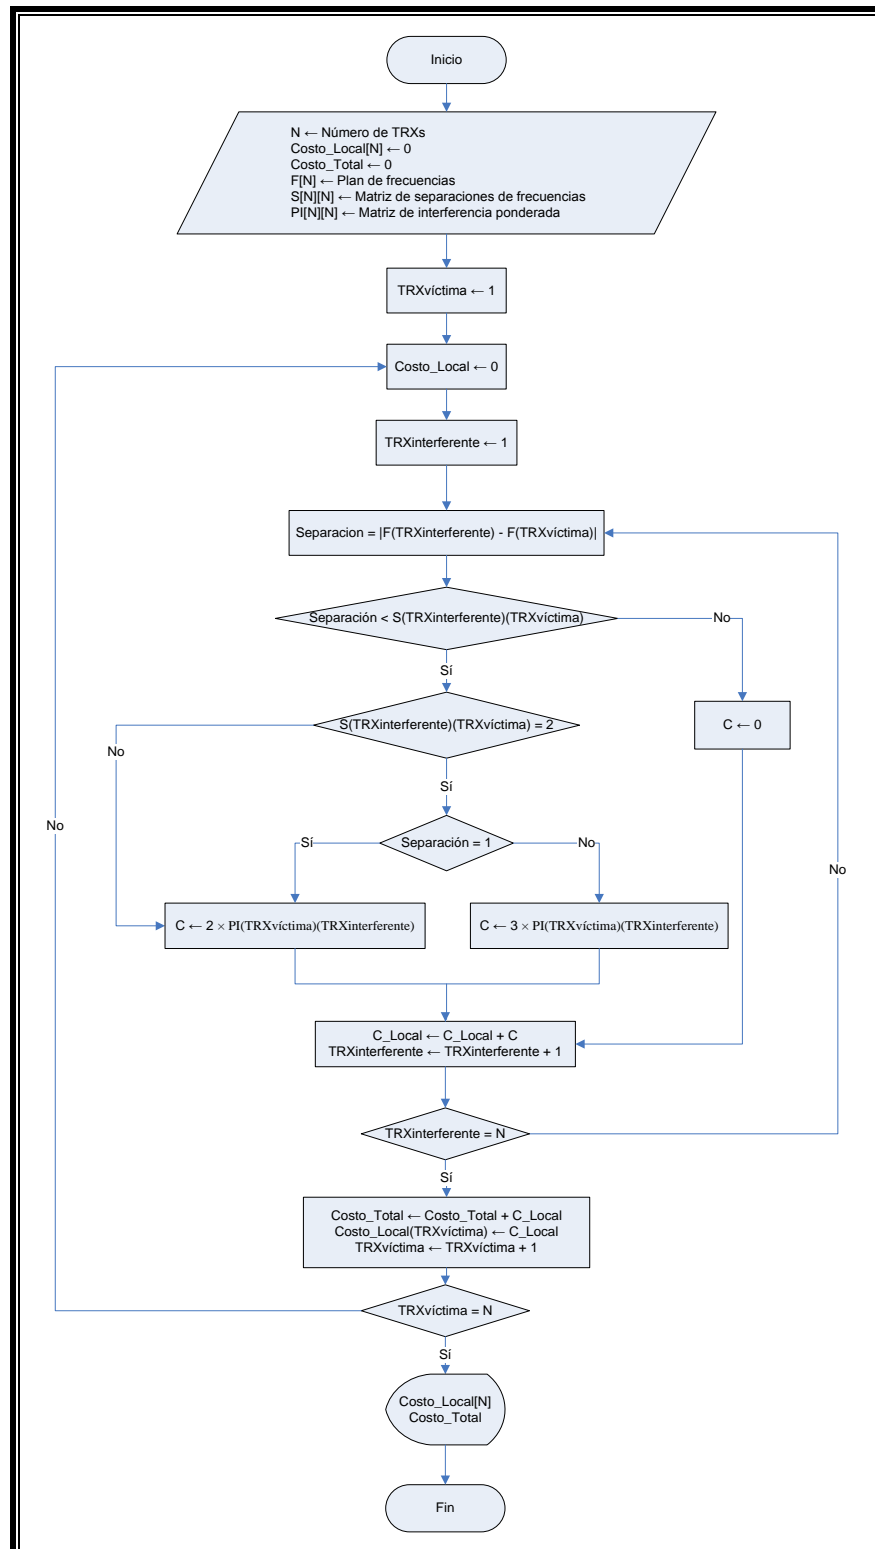 Inicio
N ← Número de TRXs
Costo_Local[N] ← 0
Costo_Total ← 0
F[N] ← Plan de frecuencias
S[N][N] ← Matriz de separaciones de frecuencias
PI[N][N] ← Matriz de interferencia ponderada
TRXvíctima ← 1
Costo_Local ← 0
TRXinterferente ← 1
Separacion = |F(TRXinterferente) - F(TRXvíctima)|
Separación < S(TRXinterferente)(TRXvíctima)
No
Sí
S(TRXinterferente)(TRXvíctima) = 2
C ← 0
No
Sí
No
Separación = 1
Sí
No
No
C ← 2 × PI(TRXvíctima)(TRXinterferente)
C ← 3 × PI(TRXvíctima)(TRXinterferente)
C_Local ← C_Local + C
TRXinterferente ← TRXinterferente + 1
TRXinterferente = N
Sí
Costo_Total ← Costo_Total + C_Local
Costo_Local(TRXvíctima) ← C_Local
TRXvíctima ← TRXvíctima + 1
TRXvíctima = N
Sí
Costo_Local[N]
Costo_Total
Fin